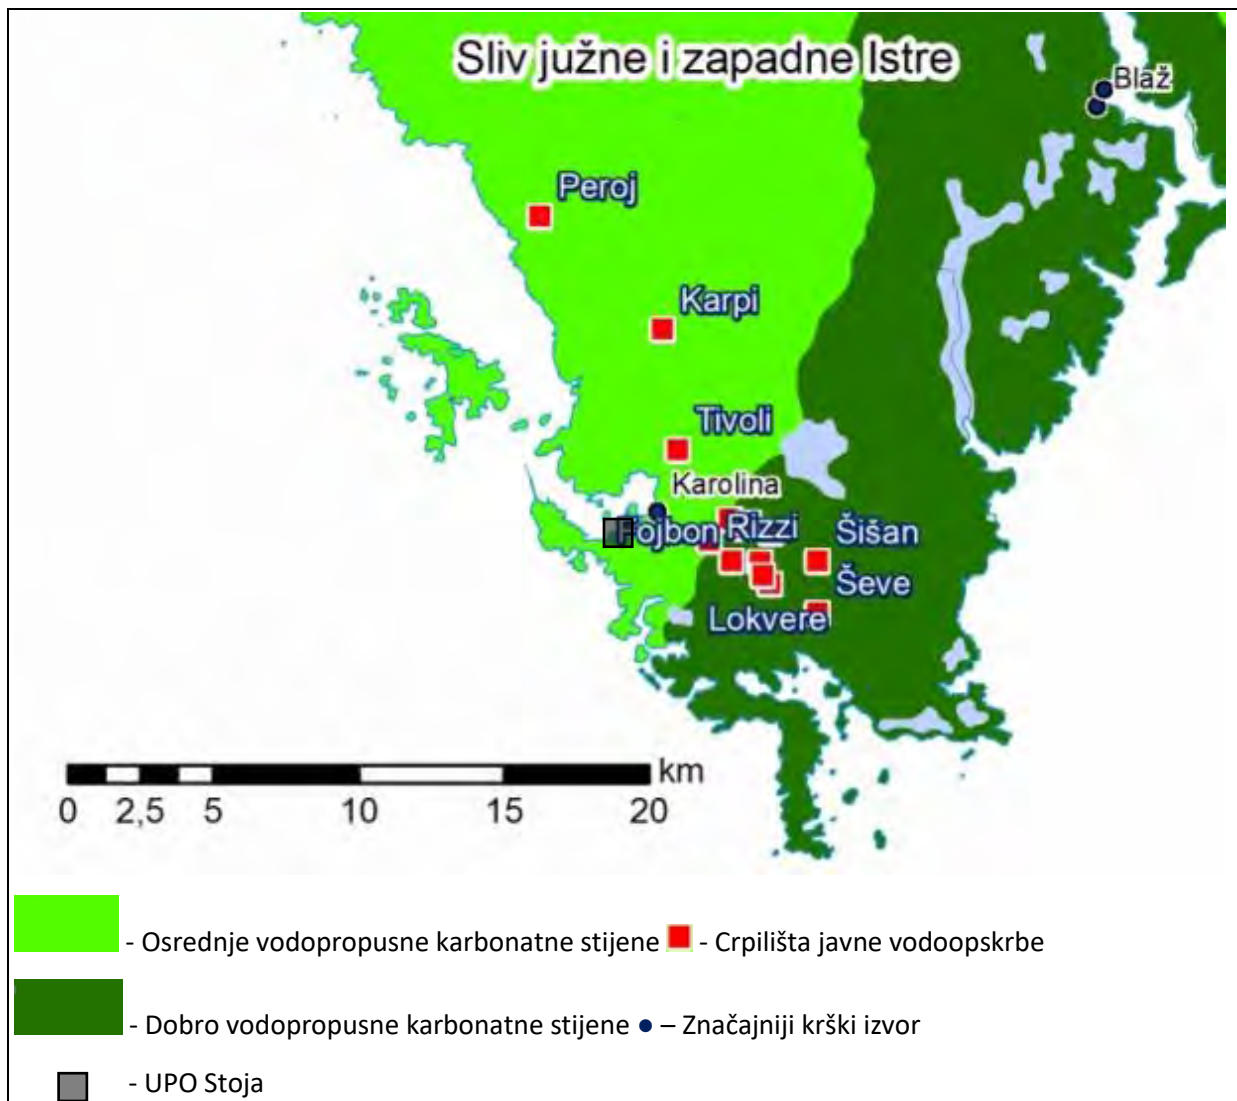 Sliv južne i zapadne Istre
Blaž
Peroj
Karpi
Tivoli
Karolina
Fojbon
Rizzi
Šišan
Ševe
Lokvere
km
0 2,5 5 10 15 20
- Osrednje vodopropusne karbonatne stijene - Crpilišta javne vodoopskrbe
- Dobro vodopropusne karbonatne stijene ● – Značajniji krški izvor
- UPO Stoja